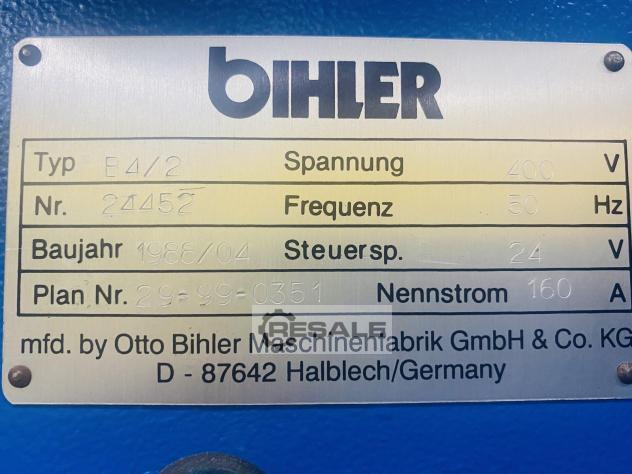 BIHLER
Typ B4/2 Spannung 400 V
Nr. 24452 Frequenz 50 Hz
Baujahr 1988/04 Steuersp. 24 V
Plan Nr. 29-99-0351 Nennstrom 160 A
RESALE
mfd. by Otto Bihler Maschinenfabrik GmbH & Co. KG
D - 87642 Halblech/Germany